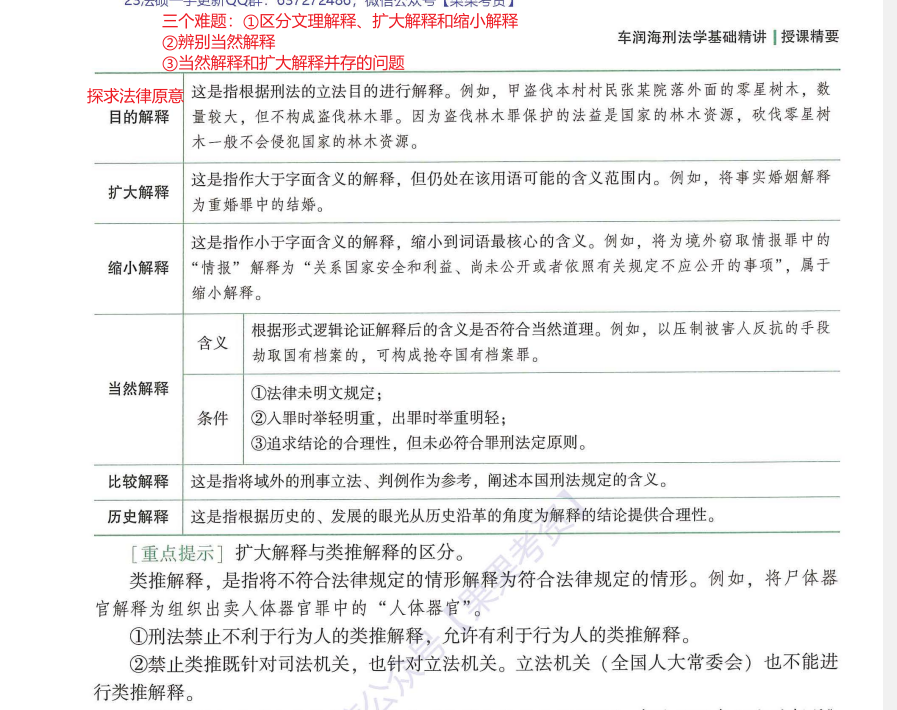 23法硕一手更新QQ群：637272486，微信公众号【果果考资】
三个难题：①区分文理解释、扩大解释和缩小解释
②辨别当然解释
③当然解释和扩大解释并存的问题
车润海刑法学基础精讲 授课精要
探求法律原意
目的解释
这是指根据刑法的立法目的进行解释。例如，甲盗伐本村村民张某院落外面的零星树木，数
量较大，但不构成盗伐林木罪。因为盗伐林木罪保护的法益是国家的林木资源，砍伐零星树
木一般不会侵犯国家的林木资源。
扩大解释
这是指作大于字面含义的解释，但仍处在该用语可能的含义范围内。例如，将事实婚姻解释
为重婚罪中的结婚。
缩小解释
这是指作小于字面含义的解释，缩小到词语最核心的含义。例如，将为境外窃取情报罪中的
“情报”解释为“关系国家安全和利益、尚未公开或者依照有关规定不应公开的事项”，属于
缩小解释。
当然解释
含义
根据形式逻辑论证解释后的含义是否符合当然道理。例如，以压制被害人反抗的手段
劫取国有档案的，可构成抢夺国有档案罪。
条件
①法律未明文规定；
②入罪时举轻明重，出罪时举重明轻；
③追求结论的合理性，但未必符合罪刑法定原则。
比较解释
这是指将域外的刑事立法、判例作为参考，阐述本国刑法规定的含义。
历史解释
这是指根据历史的、发展的眼光从历史沿革的角度为解释的结论提供合理性。
［重点提示］扩大解释与类推解释的区分。
类推解释，是指将不符合法律规定的情形解释为符合法律规定的情形。例如，将尸体器
官解释为组织出卖人体器官罪中的“人体器官”。
①刑法禁止不利于行为人的类推解释，允许有利于行为人的类推解释。
②禁止类推既针对司法机关，也针对立法机关。立法机关（全国人大常委会）也不能进
行类推解释。
公众号【果果考资】